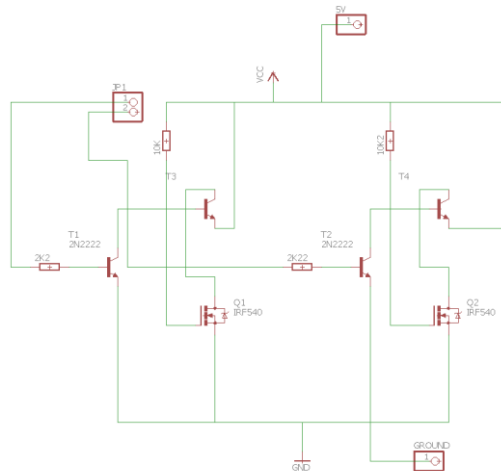 5V
1
VCC
JP1
1
2
10K
10K2
T3
T4
T1
2N2222
T2
2N2222
2K2
2K22
Q1
IRF540
Q2
IRF540
GROUND
1
GND